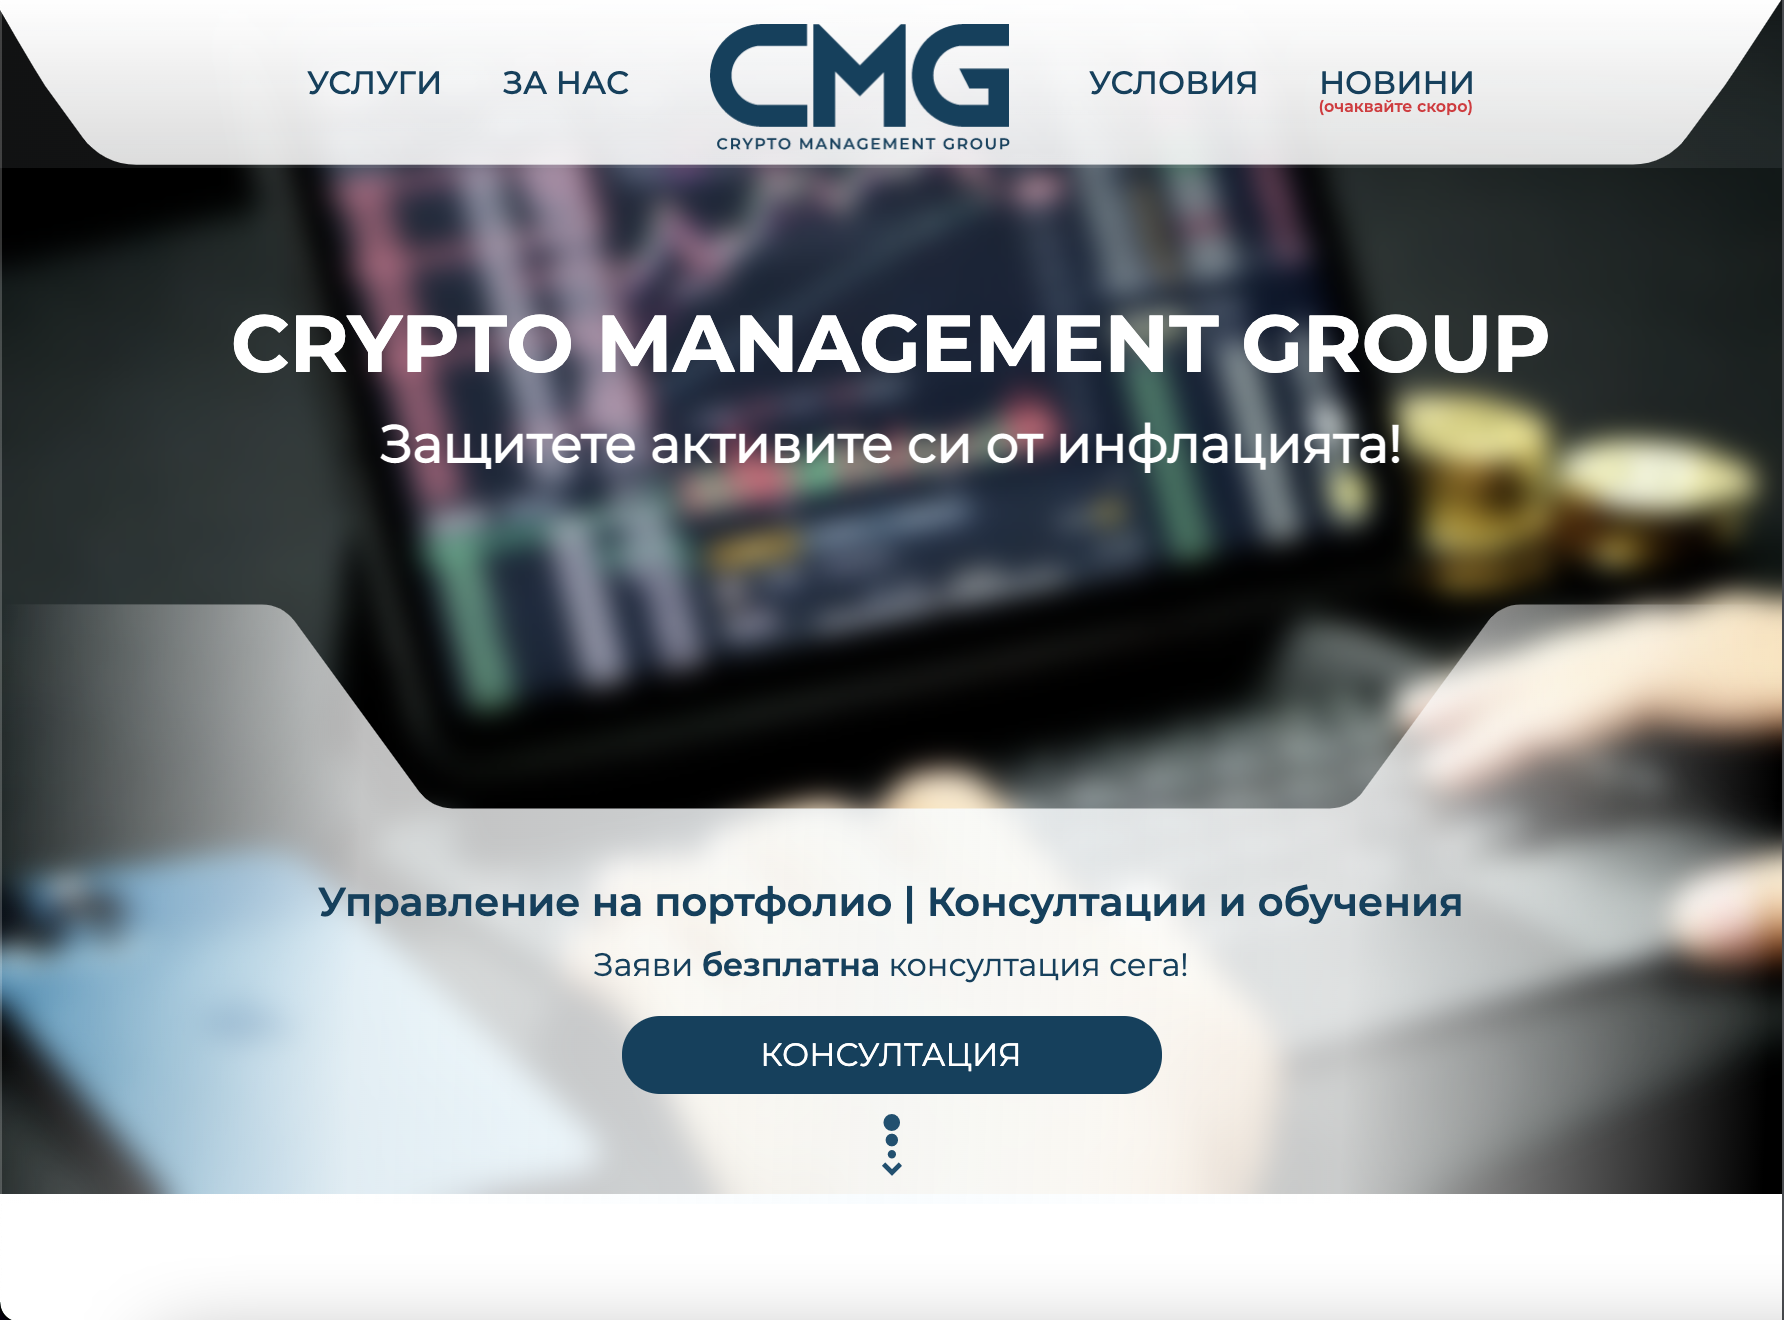 УСЛУГИ
ЗА НАС
CMG
CRYPTO MANAGEMENT GROUP
УСЛОВИЯ
НОВИНИ
(очаквайте скоро)
CRYPTO MANAGEMENT GROUP
Защитете активите си от инфлацията!
Управление на портфолио | Консултации и обучения
Заяви безплатна консултация сега!
КОНСУЛТАЦИЯ